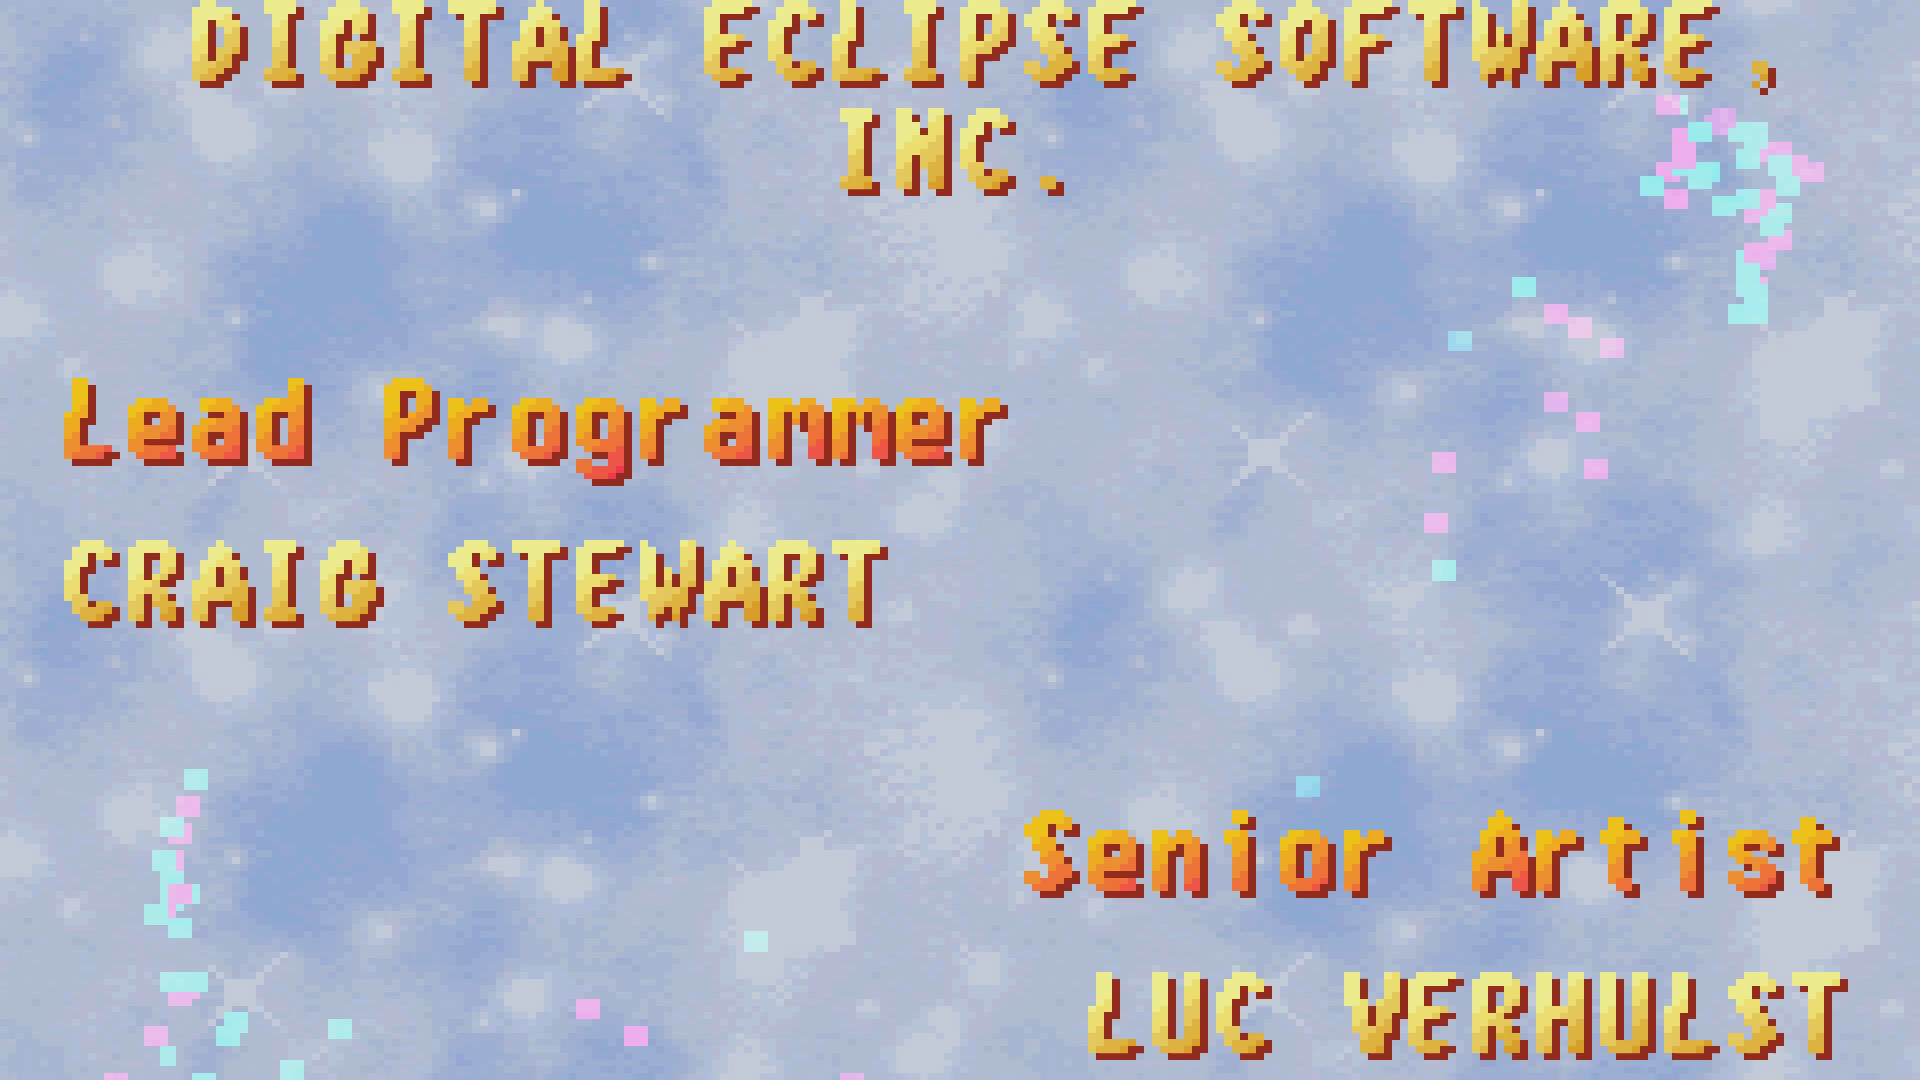 DIGITAL ECLIPSE SOFTWARE,
INC.
Lead Programmer
CRAIG STEWART
Senior Artist
LUC VERHULST